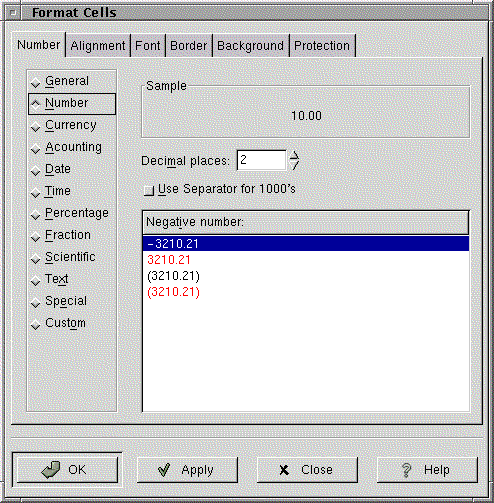 Format Cells
Number Alignment Font Border Background Protection
General
Number
Currency
Acounting
Date
Time
Percentage
Fraction
Scientific
Text
Special
Custom
Sample
10.00
Decimal places: 2
Use Separator for 1000's
Negative number:
-3210.21
3210.21
(3210.21)
(3210.21)
OK Apply Close Help